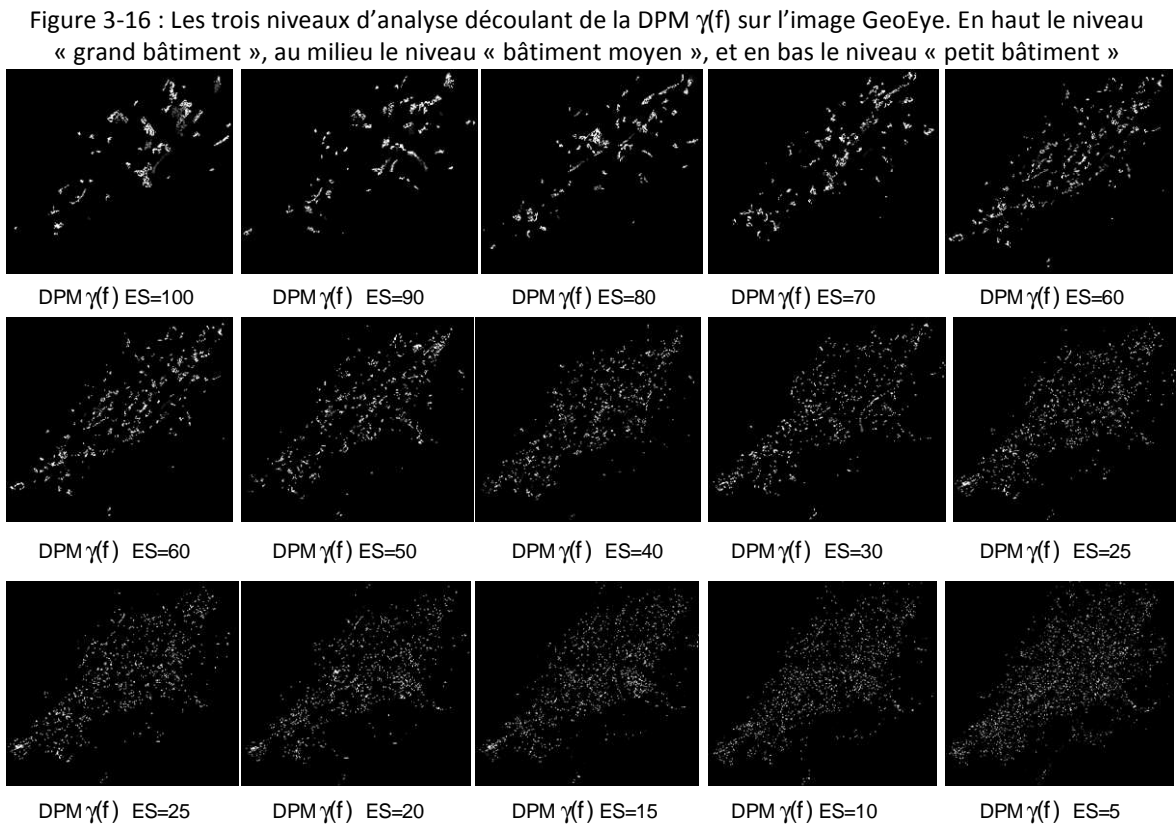 Figure 3-16 : Les trois niveaux d’analyse découlant de la DPM γ(f) sur l’image GeoEye. En haut le niveau
« grand bâtiment », au milieu le niveau « bâtiment moyen », et en bas le niveau « petit bâtiment »
DPM γ(f) ES=100 DPM γ(f) ES=90 DPM γ(f) ES=80 DPM γ(f) ES=70 DPM γ(f) ES=60
DPM γ(f) ES=60 DPM γ(f) ES=50 DPM γ(f) ES=40 DPM γ(f) ES=30 DPM γ(f) ES=25
DPM γ(f) ES=25 DPM γ(f) ES=20 DPM γ(f) ES=15 DPM γ(f) ES=10 DPM γ(f) ES=5